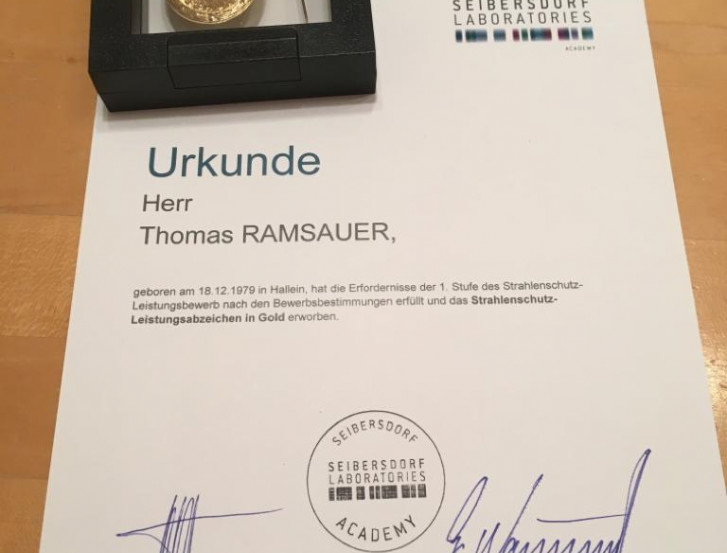 SEIBERSDORF
LABORATORIES
ACADEMY
Urkunde
Herr
Thomas RAMSAUER,
geboren am 18.12.1979 in Hallein, hat die Erfordernisse der 1. Stufe des Strahlenschutz-
Leistungsbewerb nach den Bewerbsbestimmungen erfüllt und das Strahlenschutz-
Leistungsabzeichen in Gold erworben.
SEIBERSDORF
SEIBERSDORF
LABORATORIES
ACADEMY